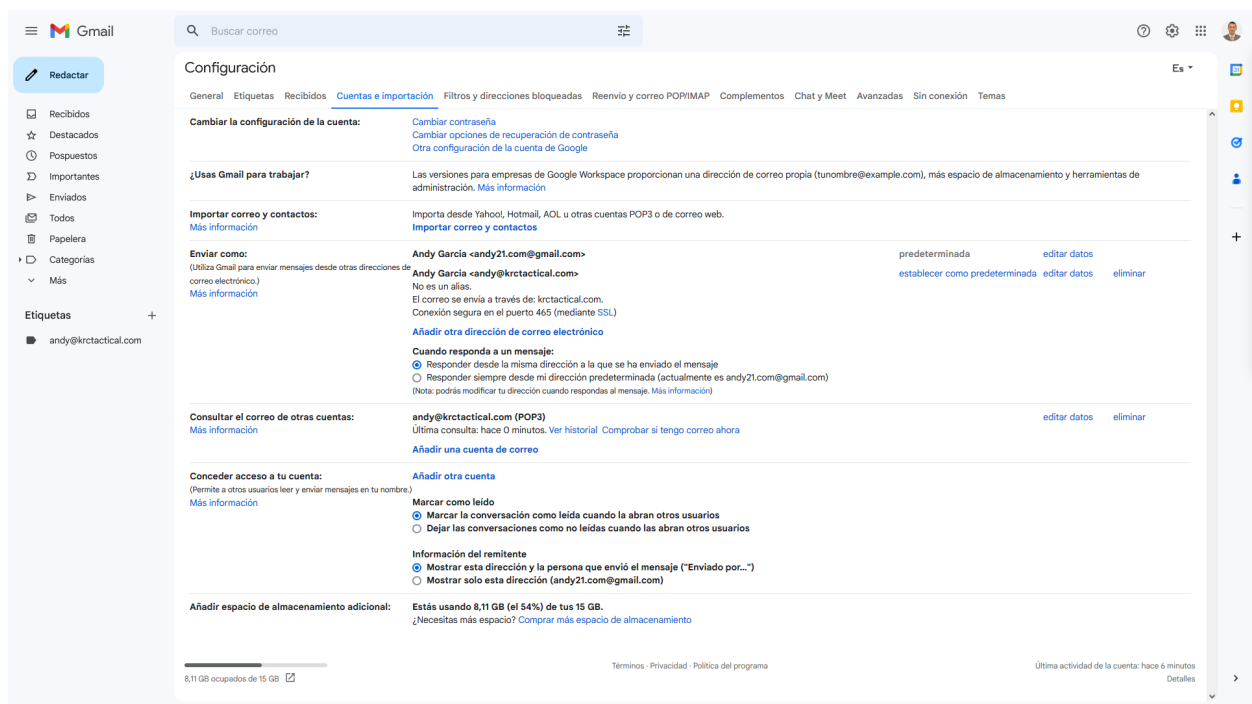 Gmail
Buscar correo
Redactar
Recibidos
Destacados
Pospuestos
Importantes
Enviados
Todos
Papelera
Categorías
Más
Etiquetas
andy@krctactical.com
Configuración
Es
General Etiquetas Recibidos Cuentas e importación Filtros y direcciones bloqueadas Reenvío y correo POP/IMAP Complementos Chat y Meet Avanzadas Sin conexión Temas
Cambiar la configuración de la cuenta:
Cambiar contraseña
Cambiar opciones de recuperación de contraseña
Otra configuración de la cuenta de Google
¿Usas Gmail para trabajar?
Las versiones para empresas de Google Workspace proporcionan una dirección de correo propia (tunombre@example.com), más espacio de almacenamiento y herramientas de
administración. Más información
Importar correo y contactos:
Más información
Importa desde Yahoo!, Hotmail, AOL u otras cuentas POP3 o de correo web.
Importar correo y contactos
Enviar como:
(Utiliza Gmail para enviar mensajes desde otras direcciones de
correo electrónico.)
Más información
Andy Garcia <andy21.com@gmail.com> predeterminada editar datos
Andy Garcia <andy@krctactical.com> establecer como predeterminada editar datos eliminar
No es un alias.
El correo se envía a través de: krctactical.com.
Conexión segura en el puerto 465 (mediante SSL)
Añadir otra dirección de correo electrónico
Cuando responda a un mensaje:
Responder desde la misma dirección a la que se ha enviado el mensaje
Responder siempre desde mi dirección predeterminada (actualmente es andy21.com@gmail.com)
(Nota: podrás modificar tu dirección cuando respondas al mensaje. Más información)
Consultar el correo de otras cuentas:
Más información
andy@krctactical.com (POP3) editar datos eliminar
Última consulta: hace 0 minutos. Ver historial Comprobar si tengo correo ahora
Añadir una cuenta de correo
Conceder acceso a tu cuenta:
(Permite a otros usuarios leer y enviar mensajes en tu nombre.)
Más información
Añadir otra cuenta
Marcar como leído
Marcar la conversación como leída cuando la abran otros usuarios
Dejar las conversaciones como no leídas cuando las abran otros usuarios
Información del remitente
Mostrar esta dirección y la persona que envió el mensaje ("Enviado por...")
Mostrar solo esta dirección (andy21.com@gmail.com)
Añadir espacio de almacenamiento adicional:
Estás usando 8,11 GB (el 54%) de tus 15 GB.
¿Necesitas más espacio? Comprar más espacio de almacenamiento
8,11 GB ocupados de 15 GB
Términos · Privacidad · Política del programa
Última actividad de la cuenta: hace 6 minutos
Detalles